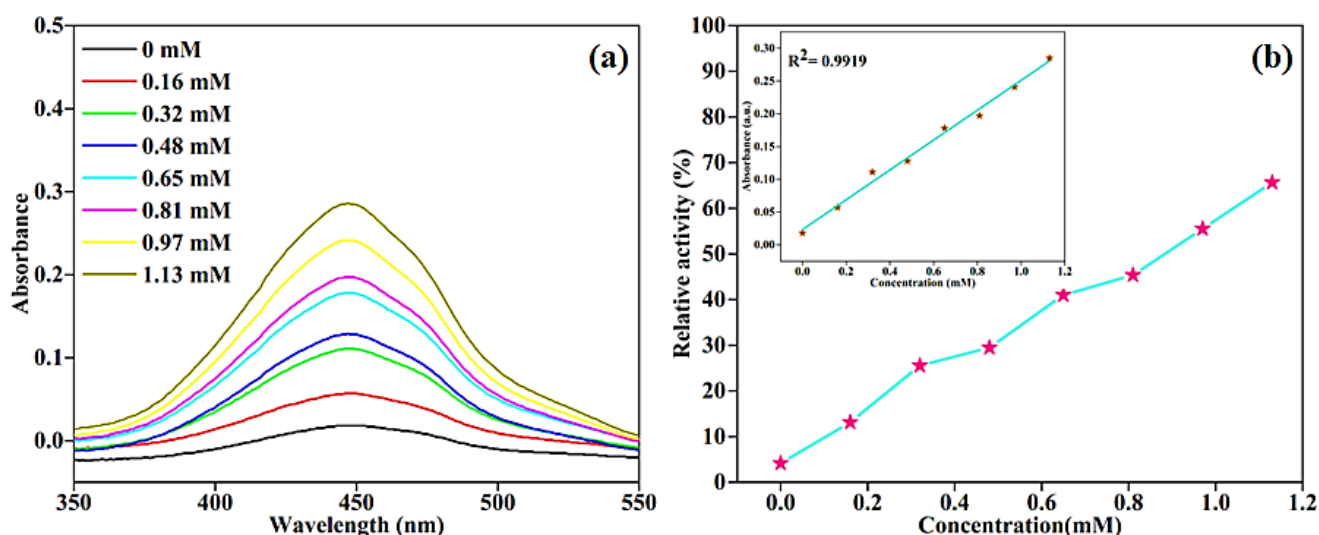 0.5
0.4
0.3
0.2
0.1
0.0
Absorbance
0 mM
0.16 mM
0.32 mM
0.48 mM
0.65 mM
0.81 mM
0.97 mM
1.13 mM
(a)
350
400
450
500
550
Wavelength (nm)
100
90
80
70
60
50
40
30
20
10
0
Relative activity (%)
(b)
R²= 0.9919
0.30
0.25
0.20
0.15
0.10
0.05
0.00
Absorbance (a.u.)
0.0
0.2
0.4
0.6
0.8
1.0
1.2
Concentration (mM)
0.0
0.2
0.4
0.6
0.8
1.0
1.2
Concentration(mM)